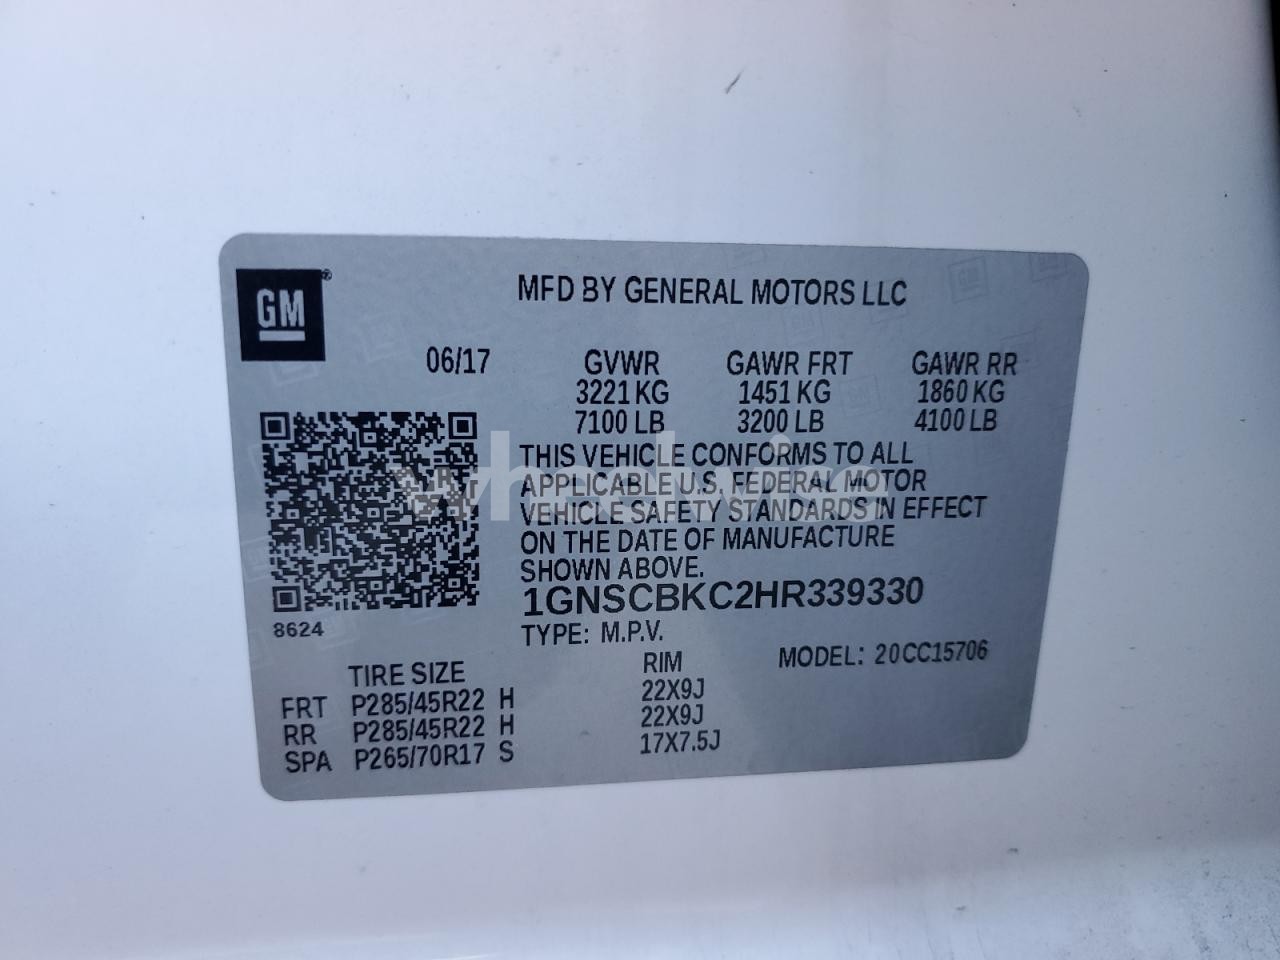 GM
MFD BY GENERAL MOTORS LLC
06/17 GVWR GAWR FRT GAWR RR
3221 KG 1451 KG 1860 KG
7100 LB 3200 LB 4100 LB
THIS VEHICLE CONFORMS TO ALL
APPLICABLE U.S. FEDERAL MOTOR
VEHICLE SAFETY STANDARDS IN EFFECT
ON THE DATE OF MANUFACTURE
SHOWN ABOVE.
wheelwise
1GNSCBKC2HR339330
8624
TYPE: M.P.V. MODEL: 20CC15706
TIRE SIZE RIM
FRT P285/45R22 H 22X9J
RR P285/45R22 H 22X9J
SPA P265/70R17 S 17X7.5J